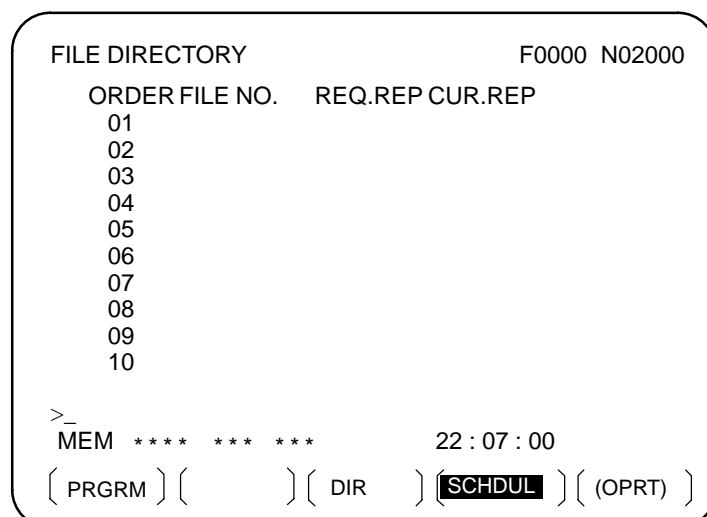 FILE DIRECTORY F0000 N02000
ORDER FILE NO. REQ.REP CUR.REP
01
02
03
04
05
06
07
08
09
10
>_
MEM **** *** *** 22 : 07 : 00
[ PRGRM ] [ ] [ DIR ] [ SCHDUL ] [ (OPRT) ]